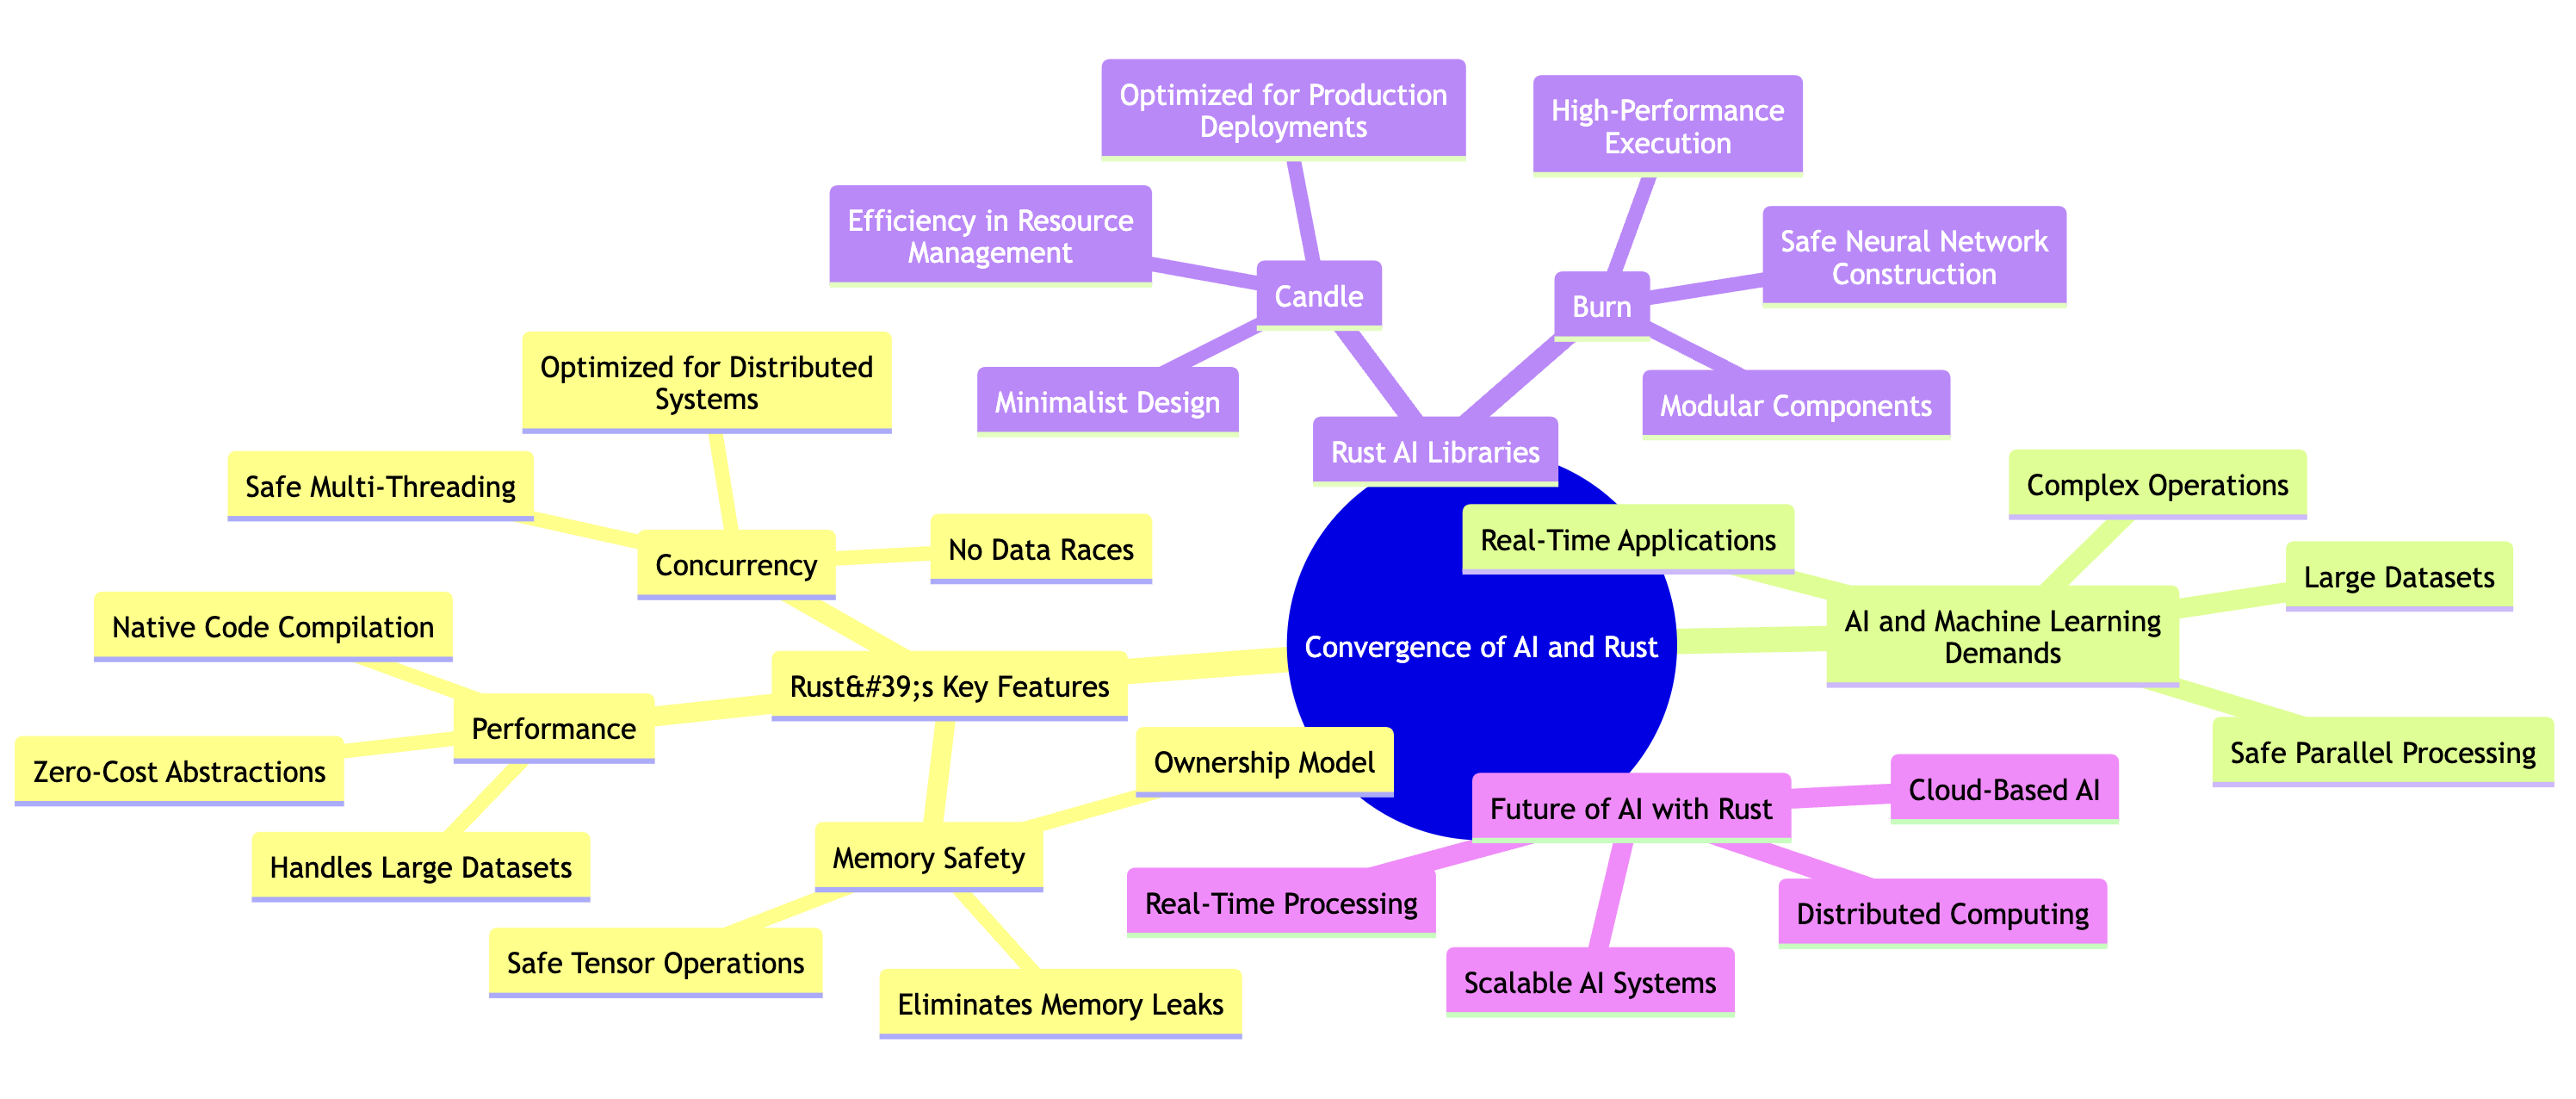 Optimized for Production
Deployments
High-Performance
Execution
Efficiency in Resource
Management
Safe Neural Network
Construction
Candle
Burn
Minimalist Design
Modular Components
Rust AI Libraries
Optimized for Distributed
Systems
Safe Multi-Threading
No Data Races
Concurrency
Native Code Compilation
Rust&#39;s Key Features
Performance
Zero-Cost Abstractions
Handles Large Datasets
Memory Safety
Ownership Model
Safe Tensor Operations
Eliminates Memory Leaks
Convergence of AI and Rust
Real-Time Applications
Complex Operations
Large Datasets
AI and Machine Learning
Demands
Safe Parallel Processing
Future of AI with Rust
Cloud-Based AI
Real-Time Processing
Distributed Computing
Scalable AI Systems